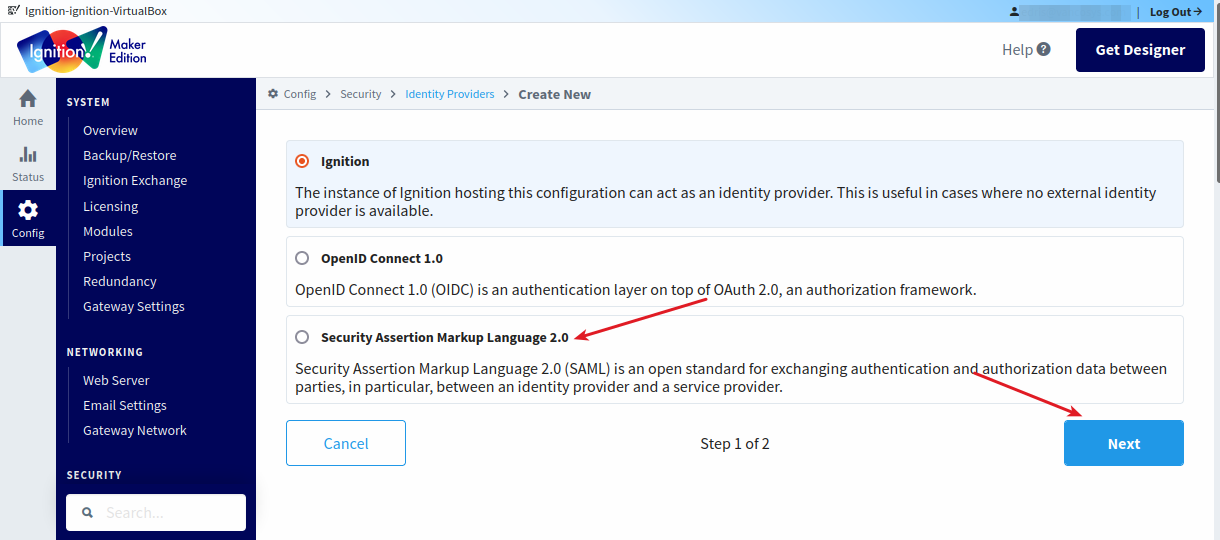 Ignition-ignition-VirtualBox
| Log Out →
Ignition!
Maker
Edition
Help ?
Get Designer
Home
Status
Config
SYSTEM
Overview
Backup/Restore
Ignition Exchange
Licensing
Modules
Projects
Redundancy
Gateway Settings
NETWORKING
Web Server
Email Settings
Gateway Network
SECURITY
Search...
Config > Security > Identity Providers > Create New
Ignition
The instance of Ignition hosting this configuration can act as an identity provider. This is useful in cases where no external identity
provider is available.
OpenID Connect 1.0
OpenID Connect 1.0 (OIDC) is an authentication layer on top of OAuth 2.0, an authorization framework.
Security Assertion Markup Language 2.0
Security Assertion Markup Language 2.0 (SAML) is an open standard for exchanging authentication and authorization data between
parties, in particular, between an identity provider and a service provider.
Cancel
Step 1 of 2
Next